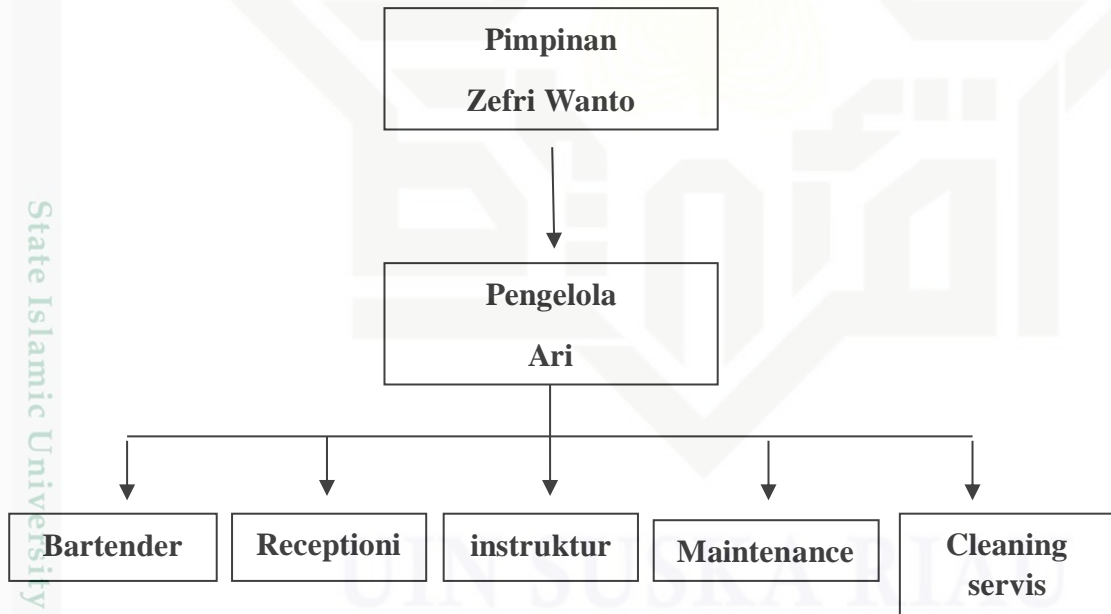 Pimpinan
Zefri Wanto
Pengelola
Ari
Bartender
Receptioni
instruktur
Maintenance
Cleaning
servis
State Islamic University
UIN SUSKA RIAU